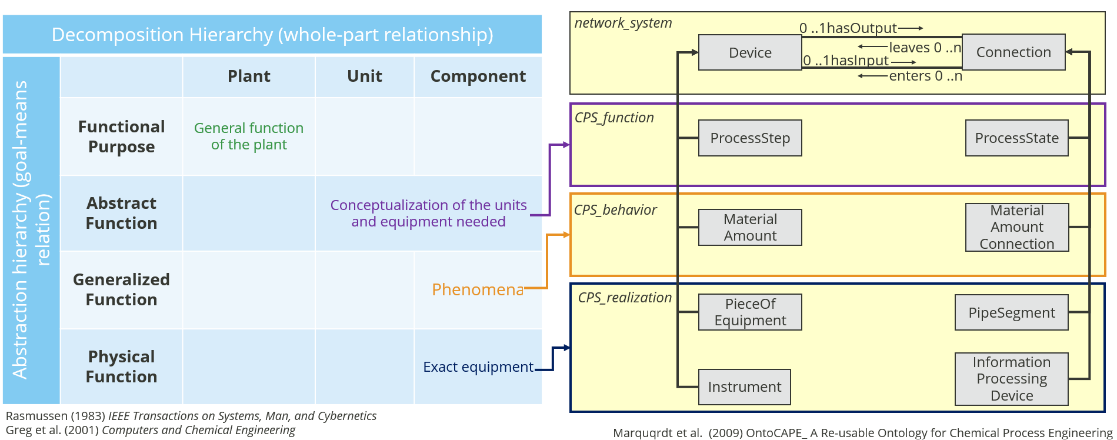 Decomposition Hierarchy (whole-part relationship)
Abstraction hierarchy (goal-means
relation)
Plant
Unit
Component
Functional
Purpose
General function
of the plant
Abstract
Function
Conceptualization of the units
and equipment needed
Generalized
Function
Phenomena
Physical
Function
Exact equipment
Rasmussen (1983) IEEE Transactions on Systems, Man, and Cybernetics
Greg et al. (2001) Computers and Chemical Engineering
network_system
Device
0 ..1hasOutput
leaves 0 ..n
0 ..1hasInput
enters 0 ..n
Connection
CPS_function
ProcessStep
ProcessState
CPS_behavior
Material
Amount
Material
Amount
Connection
CPS_realization
PieceOf
Equipment
PipeSegment
Instrument
Information
Processing
Device
Marquqrdt et al.  (2009) OntoCAPE_ A Re-usable Ontology for Chemical Process Engineering